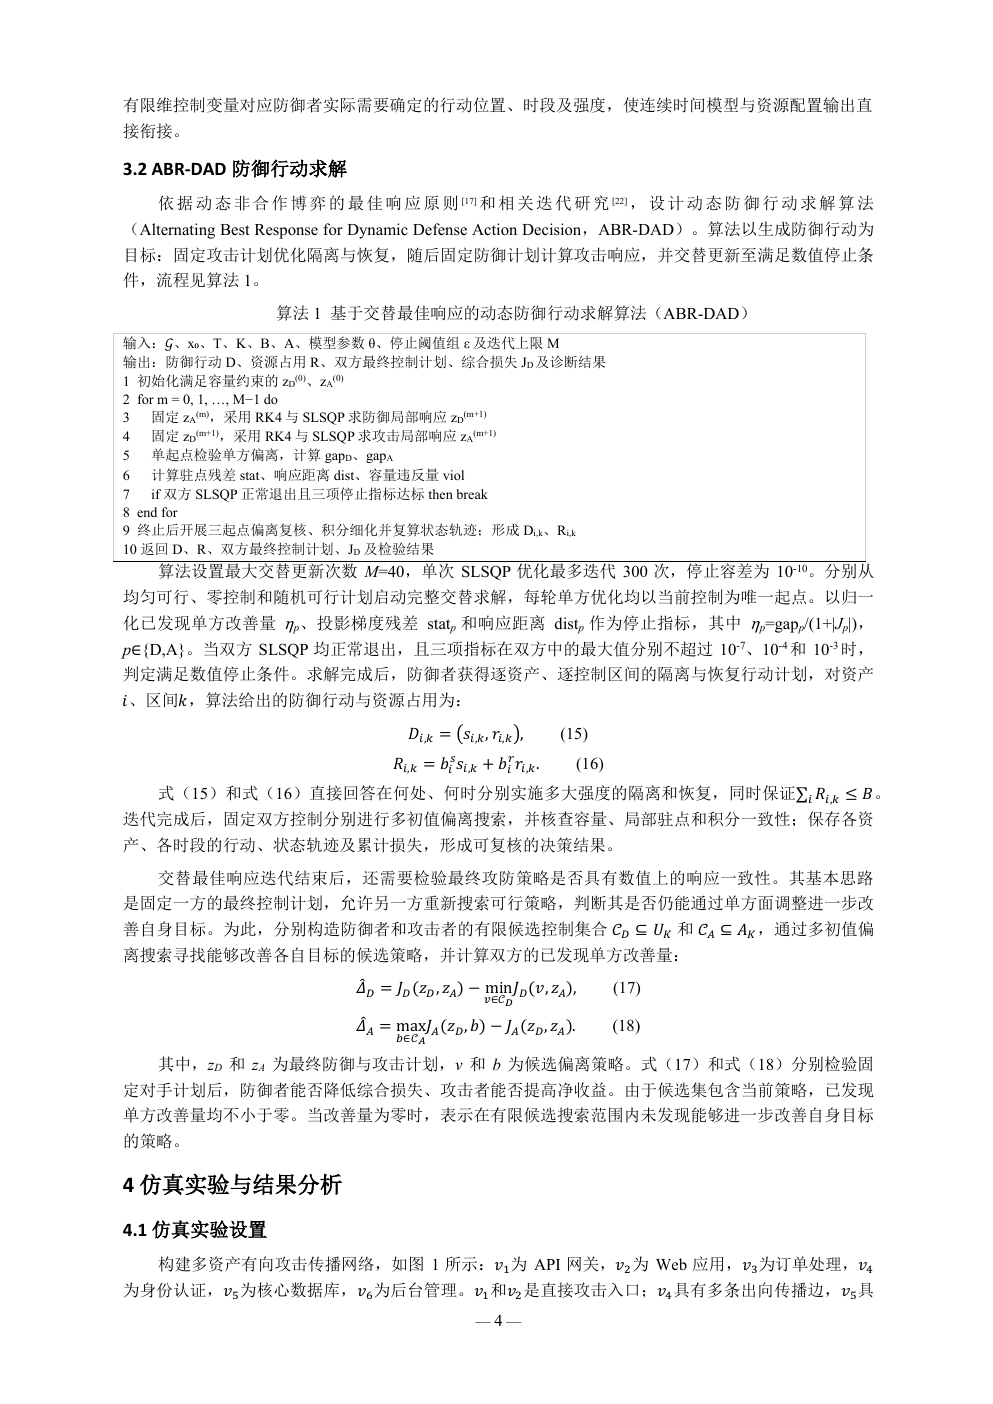 有限维控制变量对应防御者实际需要确定的行动位置、时段及强度，使连续时间模型与资源配置输出直
接衔接。
3.2 ABR-DAD 防御行动求解
依据动态非合作博弈的最佳响应原则[17]和相关迭代研究[22]，设计动态防御行动求解算法
（Alternating Best Response for Dynamic Defense Action Decision，ABR-DAD）。算法以生成防御行动为
目标：固定攻击计划优化隔离与恢复，随后固定防御计划计算攻击响应，并交替更新至满足数值停止条
件，流程见算法 1。
算法 1 基于交替最佳响应的动态防御行动求解算法（ABR-DAD）
输入：𝒢、x₀、T、K、B、A、模型参数 θ、停止阈值组 ε 及迭代上限 M
输出：防御行动 D、资源占用 R、双方最终控制计划、综合损失 J_D 及诊断结果
1 初始化满足容量约束的 z_D^(0)、z_A^(0)
2 for m = 0, 1, …, M−1 do
3 固定 z_A^(m)，采用 RK4 与 SLSQP 求防御局部响应 z_D^(m+1)
4 固定 z_D^(m+1)，采用 RK4 与 SLSQP 求攻击局部响应 z_A^(m+1)
5 单起点检验单方偏离，计算 gap_D、gap_A
6 计算驻点残差 stat、响应距离 dist、容量违反量 viol
7 if 双方 SLSQP 正常退出且三项停止指标达标 then break
8 end for
9 终止后开展三起点偏离复核、积分细化并复算状态轨迹；形成 D_i,k、R_i,k
10 返回 D、R、双方最终控制计划、J_D 及检验结果
算法设置最大交替更新次数 M=40，单次 SLSQP 优化最多迭代 300 次，停止容差为 10^-10。分别从
均匀可行、零控制和随机可行计划启动完整交替求解，每轮单方优化均以当前控制为唯一起点。以归一
化已发现单方改善量 η_p、投影梯度残差 stat_p 和响应距离 dist_p 作为停止指标，其中 η_p=gap_p/(1+|J_p|)，
p∈{D,A}。当双方 SLSQP 均正常退出，且三项指标在双方中的最大值分别不超过 10^-7、10^-4 和 10^-3 时，
判定满足数值停止条件。求解完成后，防御者获得逐资产、逐控制区间的隔离与恢复行动计划，对资产
i、区间k，算法给出的防御行动与资源占用为：
D_{i,k} = (s_{i,k}, r_{i,k}), (15)
R_{i,k} = b_i^s s_{i,k} + b_i^r r_{i,k}. (16)
式（15）和式（16）直接回答在何处、何时分别实施多大强度的隔离和恢复，同时保证∑_i R_{i,k} ≤ B。
迭代完成后，固定双方控制分别进行多初值偏离搜索，并核查容量、局部驻点和积分一致性；保存各资
产、各时段的行动、状态轨迹及累计损失，形成可复核的决策结果。
交替最佳响应迭代结束后，还需要检验最终攻防策略是否具有数值上的响应一致性。其基本思路
是固定一方的最终控制计划，允许另一方重新搜索可行策略，判断其是否仍能通过单方面调整进一步改
善自身目标。为此，分别构造防御者和攻击者的有限候选控制集合 𝒞_D ⊆ U_K 和 𝒞_A ⊆ A_K，通过多初值偏
离搜索寻找能够改善各自目标的候选策略，并计算双方的已发现单方改善量：
Δ̂_D = J_D(z_D, z_A) − min_{v∈𝒞_D} J_D(v, z_A), (17)
Δ̂_A = max_{b∈𝒞_A} J_A(z_D, b) − J_A(z_D, z_A). (18)
其中，z_D 和 z_A 为最终防御与攻击计划，v 和 b 为候选偏离策略。式（17）和式（18）分别检验固
定对手计划后，防御者能否降低综合损失、攻击者能否提高净收益。由于候选集包含当前策略，已发现
单方改善量均不小于零。当改善量为零时，表示在有限候选搜索范围内未发现能够进一步改善自身目标
的策略。
4 仿真实验与结果分析
4.1 仿真实验设置
构建多资产有向攻击传播网络，如图 1 所示：v₁为 API 网关，v₂为 Web 应用，v₃为订单处理，v₄
为身份认证，v₅为核心数据库，v₆为后台管理。v₁和v₂是直接攻击入口；v₄具有多条出向传播边，v₅具
— 4 —